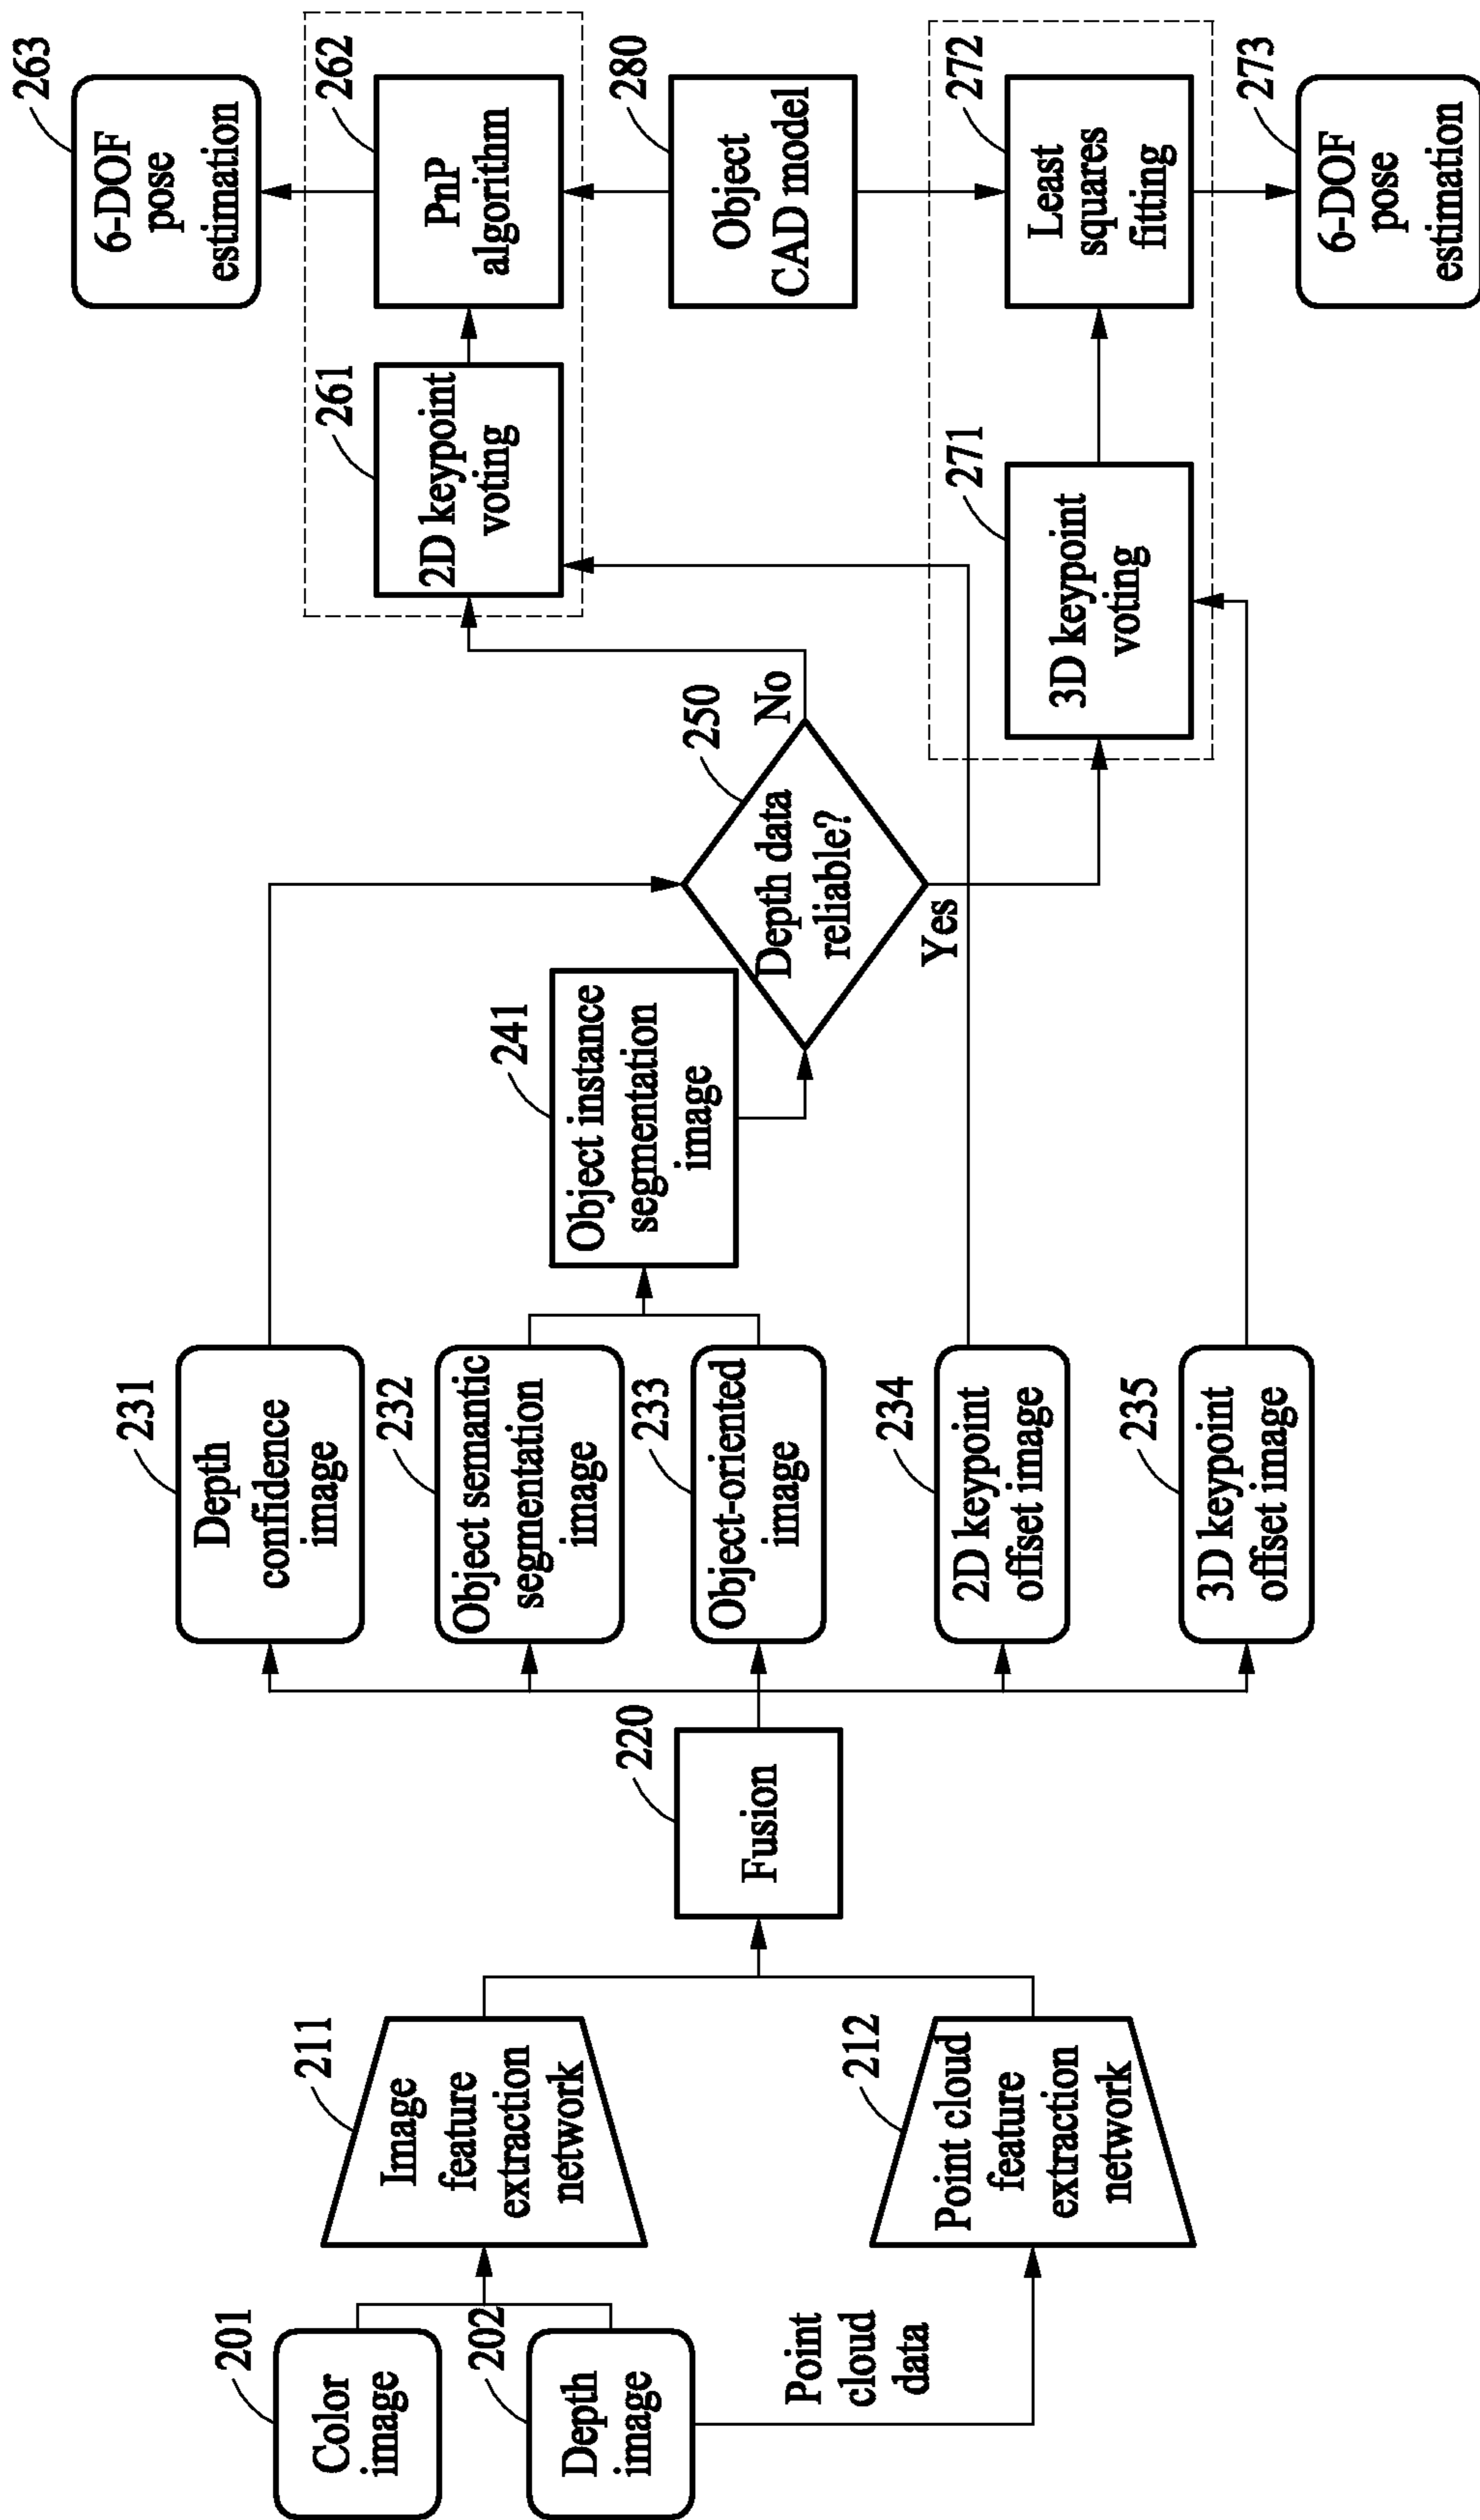 201
Color
image
202
Depth
image
Point
cloud
data
211
Image
feature
extraction
network
212
Point cloud
feature
extraction
network
220
Fusion
231
Depth
confidence
image
232
Object semantic
segmentation
image
233
Object-oriented
image
234
2D keypoint
offset image
235
3D keypoint
offset image
241
Object instance
segmentation
image
250
Depth data
reliable?
No
Yes
261
2D keypoint
voting
262
PnP
algorithm
263
6-DOF
pose
estimation
280
Object
CAD model
271
3D keypoint
voting
272
Least
squares
fitting
273
6-DOF
pose
estimation